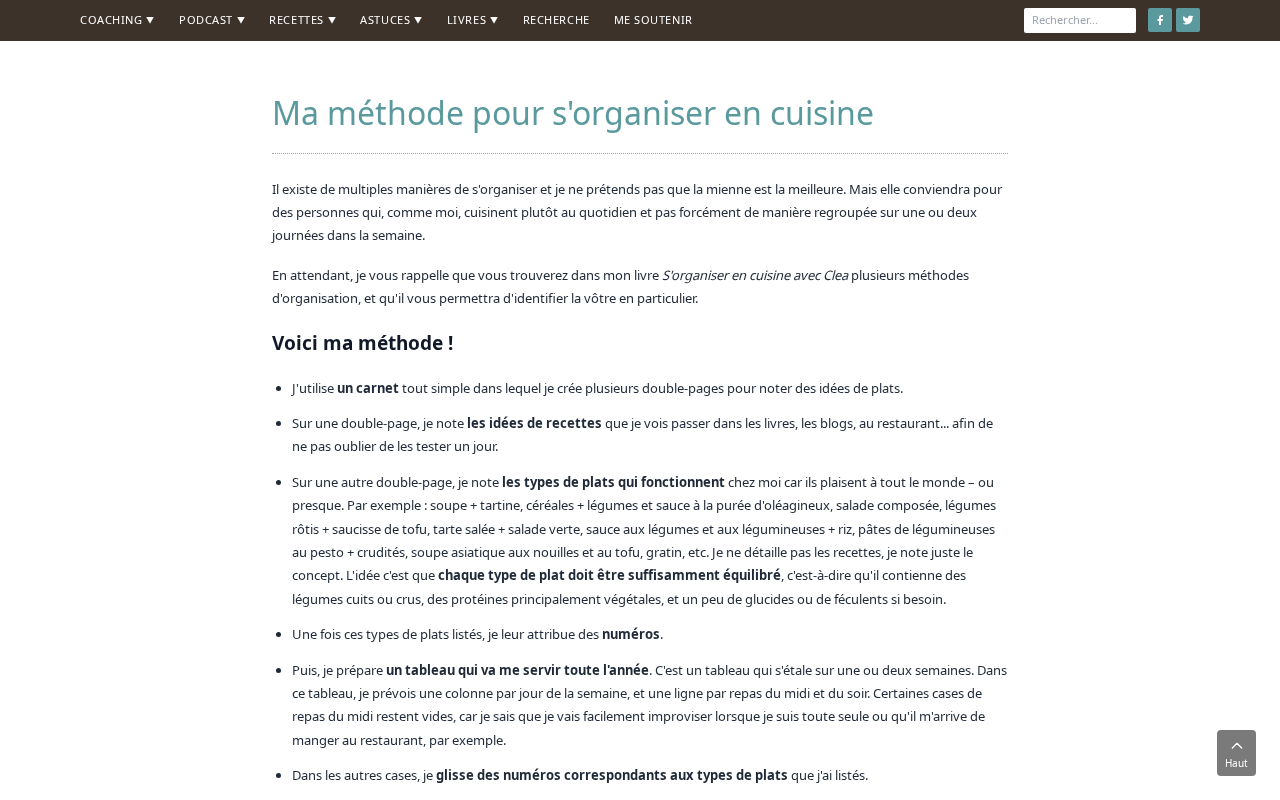 COACHING ▼ PODCAST ▼ RECETTES ▼ ASTUCES ▼ LIVRES ▼ RECHERCHE ME SOUTENIR Rechercher...
Ma méthode pour s'organiser en cuisine
Il existe de multiples manières de s'organiser et je ne prétends pas que la mienne est la meilleure. Mais elle conviendra pour
des personnes qui, comme moi, cuisinent plutôt au quotidien et pas forcément de manière regroupée sur une ou deux
journées dans la semaine.
En attendant, je vous rappelle que vous trouverez dans mon livre S'organiser en cuisine avec Clea plusieurs méthodes
d'organisation, et qu'il vous permettra d'identifier la vôtre en particulier.
Voici ma méthode !
• J'utilise un carnet tout simple dans lequel je crée plusieurs double-pages pour noter des idées de plats.
• Sur une double-page, je note les idées de recettes que je vois passer dans les livres, les blogs, au restaurant... afin de
ne pas oublier de les tester un jour.
• Sur une autre double-page, je note les types de plats qui fonctionnent chez moi car ils plaisent à tout le monde – ou
presque. Par exemple : soupe + tartine, céréales + légumes et sauce à la purée d'oléagineux, salade composée, légumes
rôtis + saucisse de tofu, tarte salée + salade verte, sauce aux légumes et aux légumineuses + riz, pâtes de légumineuses
au pesto + crudités, soupe asiatique aux nouilles et au tofu, gratin, etc. Je ne détaille pas les recettes, je note juste le
concept. L'idée c'est que chaque type de plat doit être suffisamment équilibré, c'est-à-dire qu'il contienne des
légumes cuits ou crus, des protéines principalement végétales, et un peu de glucides ou de féculents si besoin.
• Une fois ces types de plats listés, je leur attribue des numéros.
• Puis, je prépare un tableau qui va me servir toute l'année. C'est un tableau qui s'étale sur une ou deux semaines. Dans
ce tableau, je prévois une colonne par jour de la semaine, et une ligne par repas du midi et du soir. Certaines cases de
repas du midi restent vides, car je sais que je vais facilement improviser lorsque je suis toute seule ou qu'il m'arrive de
manger au restaurant, par exemple.
• Dans les autres cases, je glisse des numéros correspondants aux types de plats que j'ai listés.
Haut